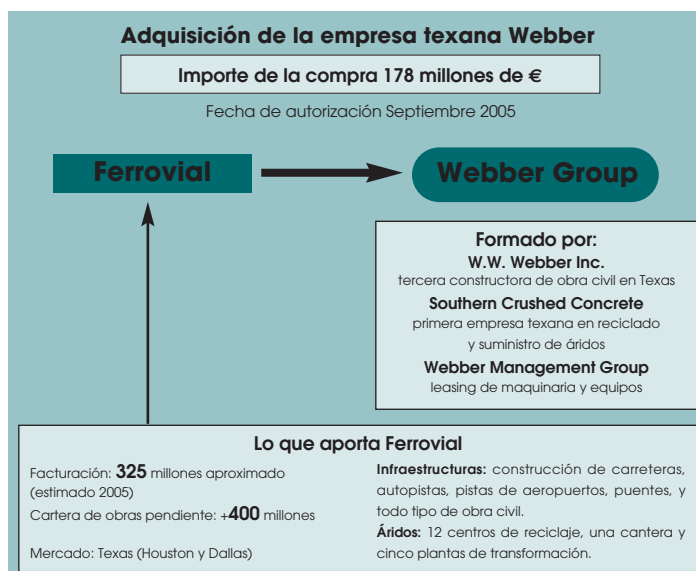 Adquisición de la empresa texana Webber
Importe de la compra 178 millones de €
Fecha de autorización Septiembre 2005
Ferrovial
Webber Group
Formado por:
W.W. Webber Inc.
tercera constructora de obra civil en Texas
Southern Crushed Concrete
primera empresa texana en reciclado
y suministro de áridos
Webber Management Group
leasing de maquinaria y equipos
Lo que aporta Ferrovial
Facturación: 325 millones aproximado
(estimado 2005)
Cartera de obras pendiente: +400 millones
Mercado: Texas (Houston y Dallas)
Infraestructuras: construcción de carreteras,
autopistas, pistas de aeropuertos, puentes, y
todo tipo de obra civil.
Áridos: 12 centros de reciclaje, una cantera y
cinco plantas de transformación.